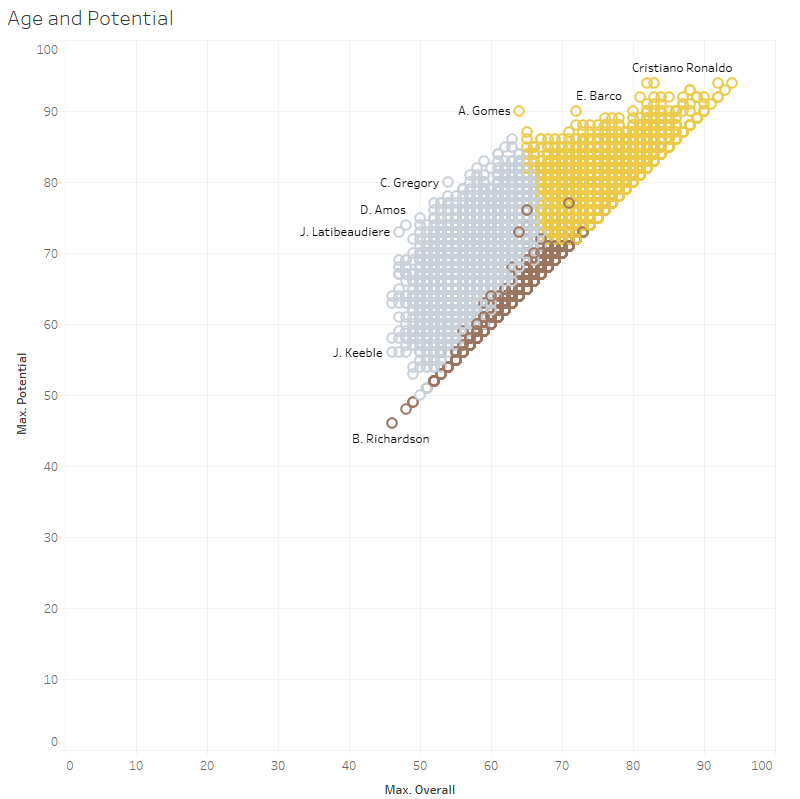 Age and Potential
100
Cristiano Ronaldo
E. Barco
A. Gomes
90
C. Gregory
80
D. Amos
J. Latibeaudiere
70
60
J. Keeble
50
B. Richardson
40
30
20
10
0
Max. Potential
0 10 20 30 40 50 60 70 80 90 100
Max. Overall